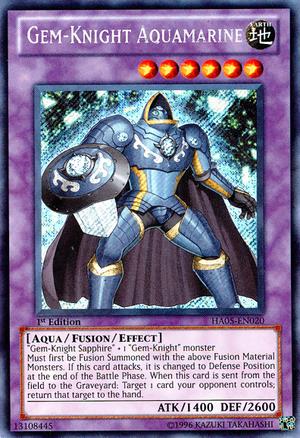 GEM-KNIGHT AQUAMARINE
EARTH
地
1st Edition
HA05-EN020
[AQUA / FUSION / EFFECT]
"Gem-Knight Sapphire" + 1 "Gem-Knight" monster
Must first be Fusion Summoned with the above Fusion Material
Monsters. If this card attacks, it is changed to Defense Position
at the end of the Battle Phase. When this card is sent from
the field to the Graveyard: Target 1 card your opponent controls;
return that target to the hand.
ATK/1400 DEF/2600
13108445
©1996 KAZUKI TAKAHASHI